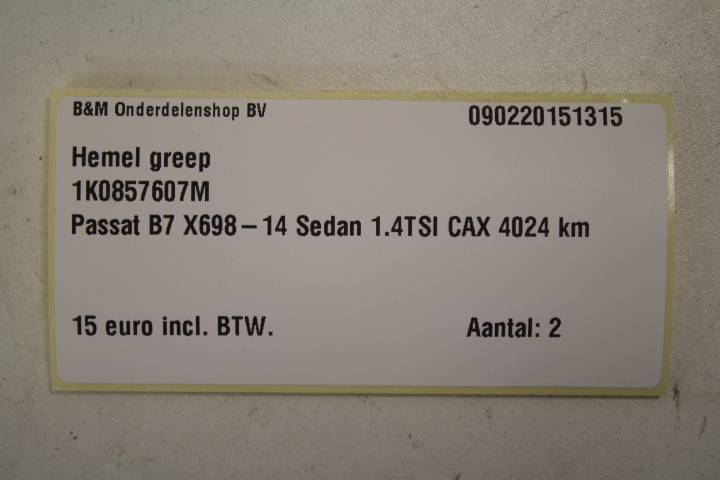 B&M Onderdelenshop BV 090220151315
Hemel greep
1K0857607M
Passat B7 X698 – 14 Sedan 1.4TSI CAX 4024 km
15 euro incl. BTW. Aantal: 2